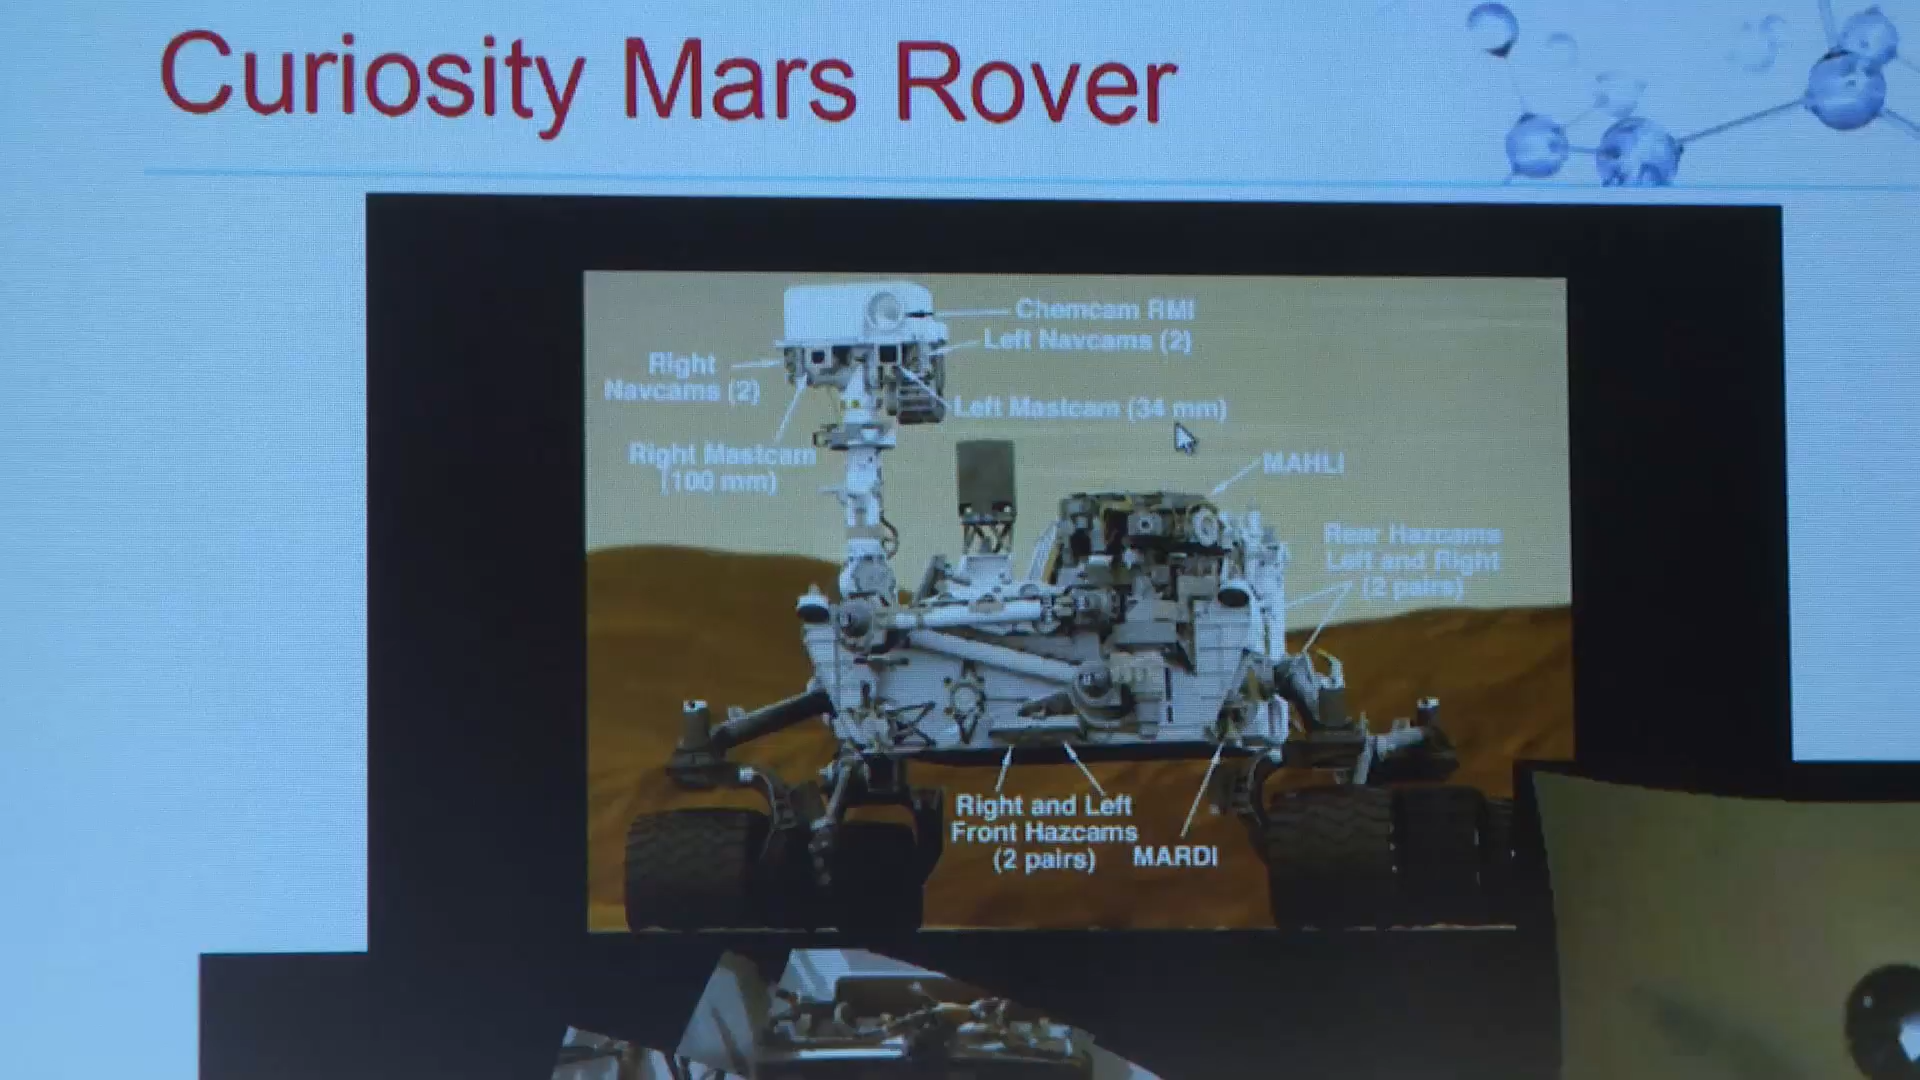 Curiosity Mars Rover
Chemcam RMI
Left Navcams (2)
Right
Navcams (2)
Left Mastcam (34 mm)
Right Mastcam
(100 mm)
MAHLI
Rear Hazcams
Left and Right
(2 pairs)
Right and Left
Front Hazcams
(2 pairs)
MARDI